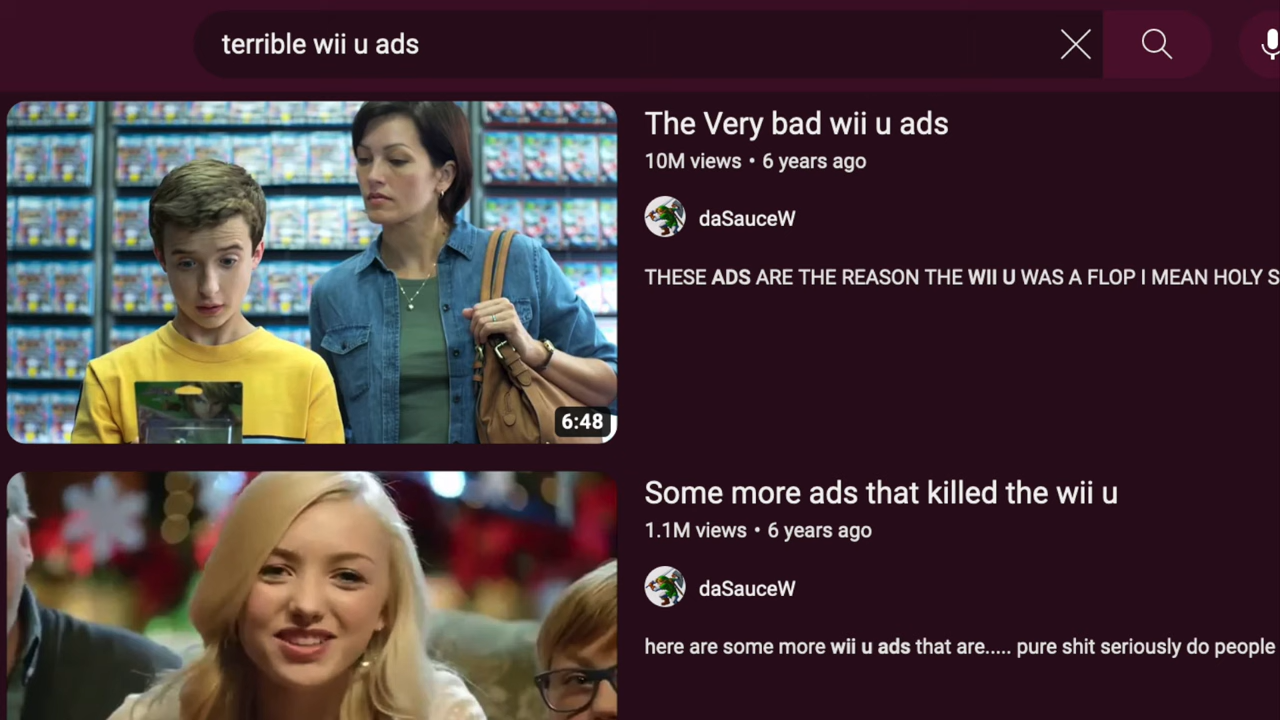 terrible wii u ads
The Very bad wii u ads
10M views • 6 years ago
daSauceW
THESE ADS ARE THE REASON THE WII U WAS A FLOP I MEAN HOLY S
6:48
Some more ads that killed the wii u
1.1M views • 6 years ago
daSauceW
here are some more wii u ads that are..... pure shit seriously do people